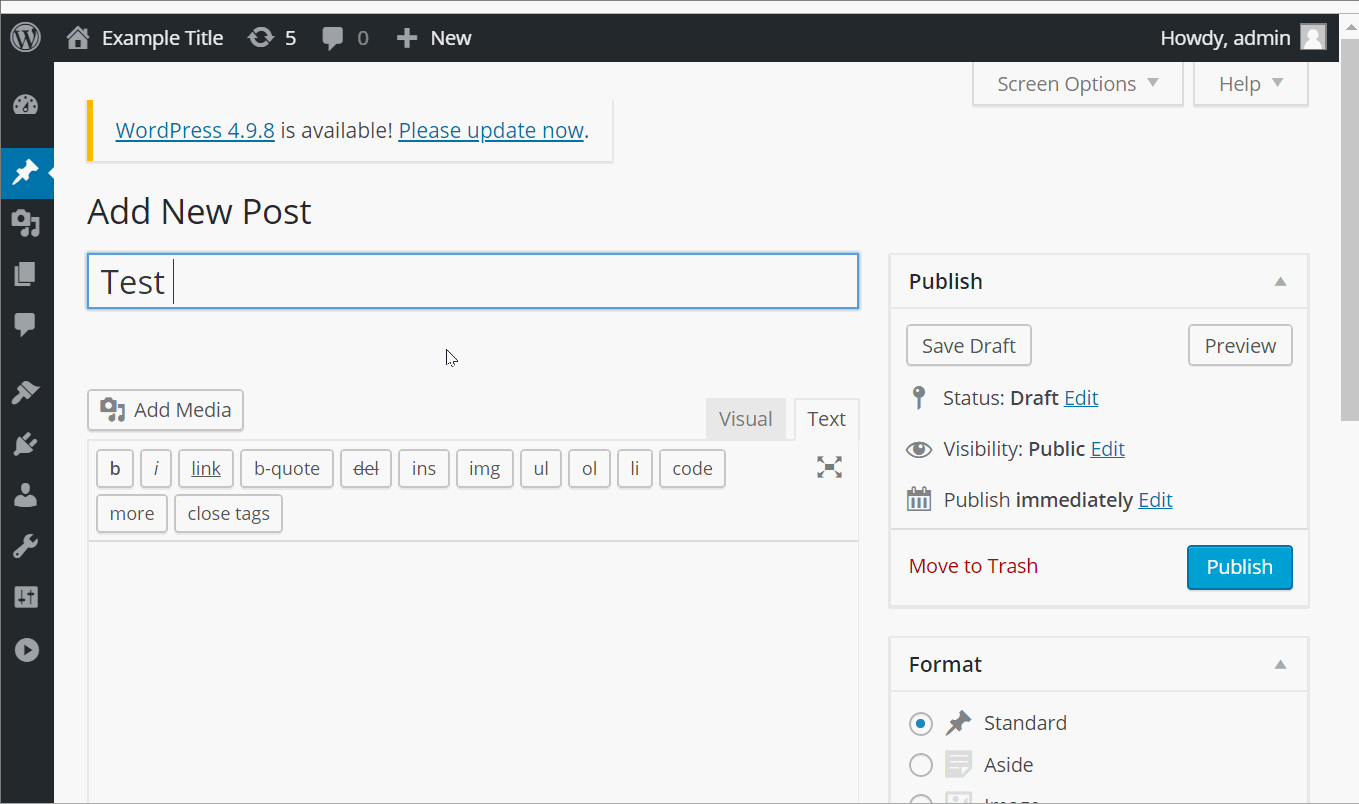 Example Title 5 0 New Howdy, admin
Screen Options Help
WordPress 4.9.8 is available! Please update now.
Add New Post
Test
Publish
Save Draft Preview
Status: Draft Edit
Visibility: Public Edit
Publish immediately Edit
Move to Trash Publish
Add Media Visual Text
b i link b-quote del ins img ul ol li code
more close tags
Format
Standard
Aside